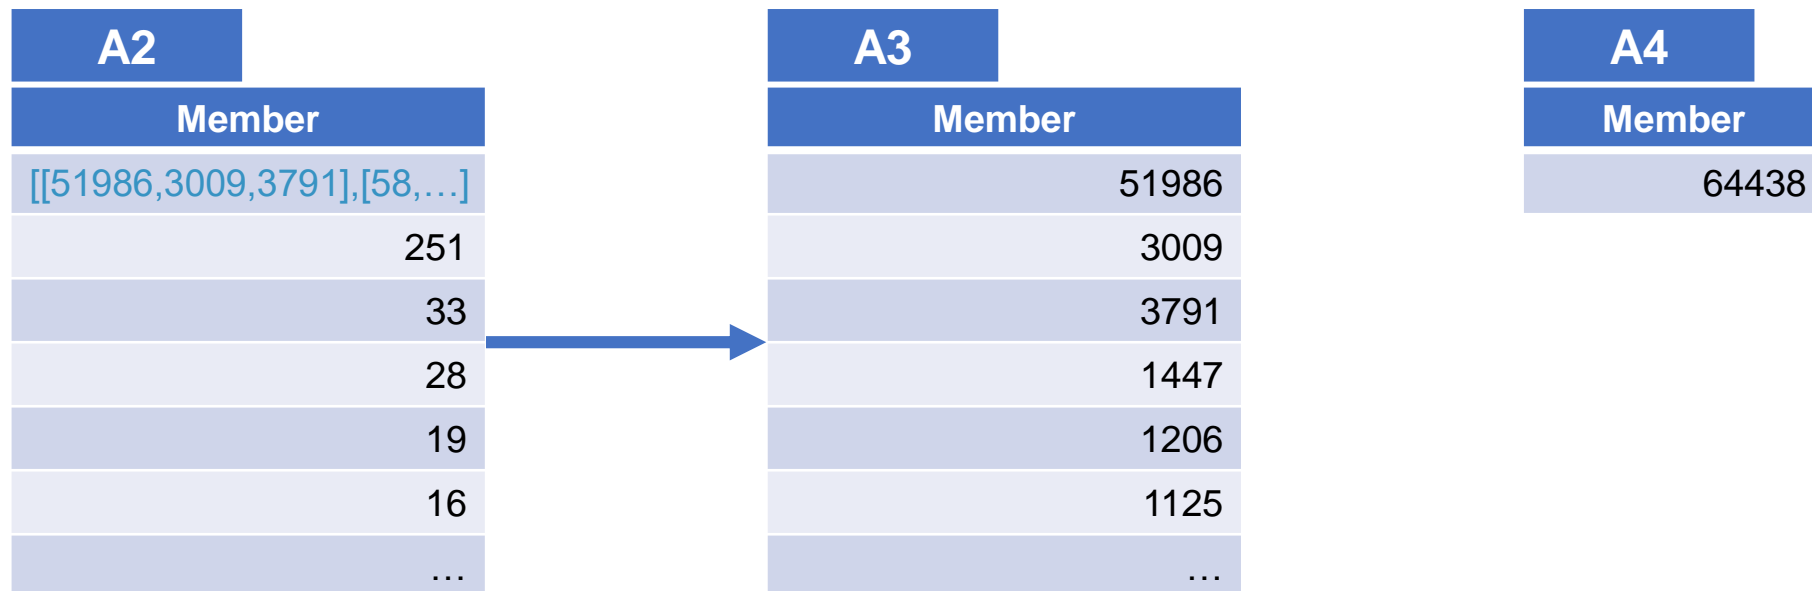 A2
Member
[[51986,3009,3791],[58,…]
251
33
28
19
16
…
A3
Member
51986
3009
3791
1447
1206
1125
…
A4
Member
64438